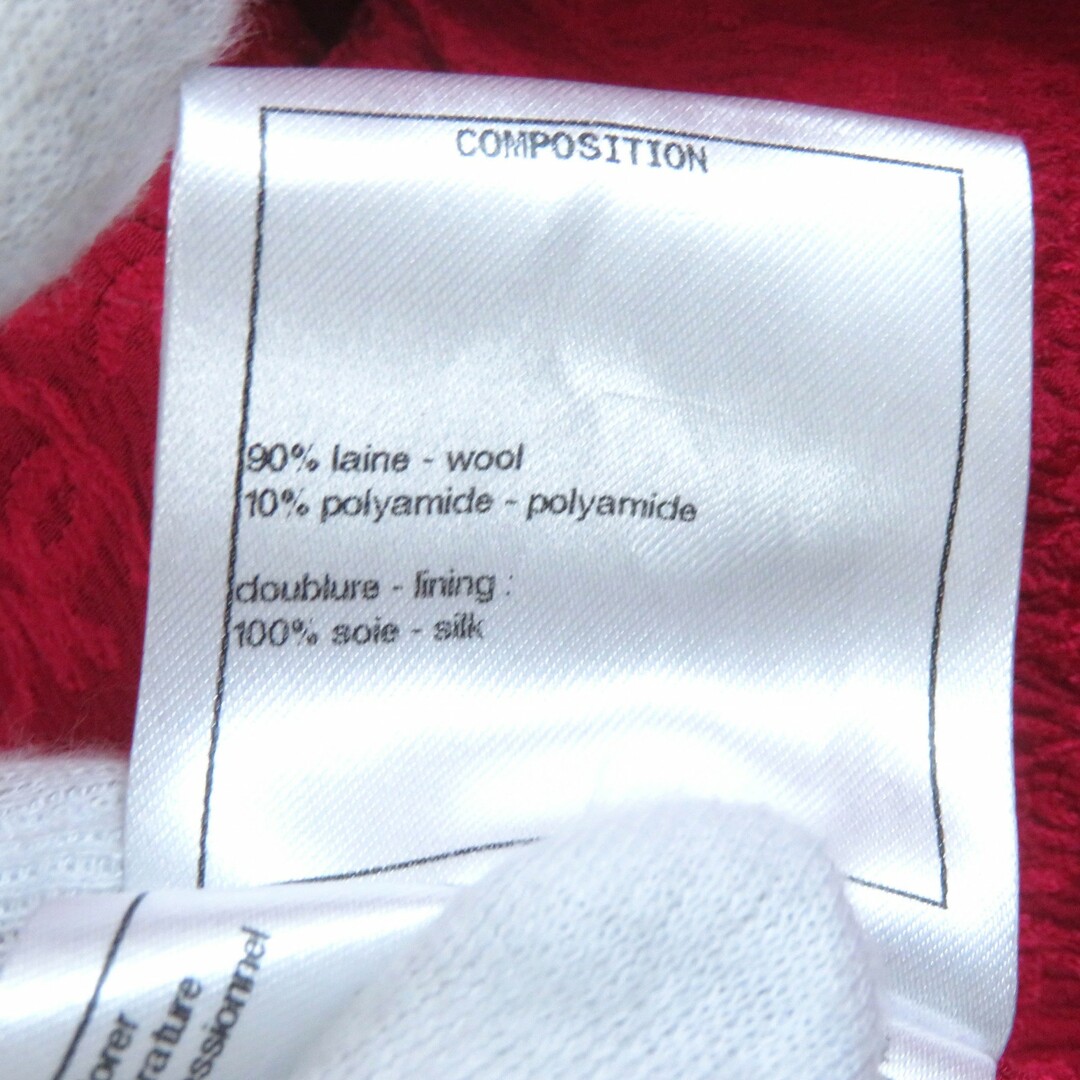 COMPOSITION
90% laine - wool
10% polyamide - polyamide
doublure - lining :
100% soie - silk